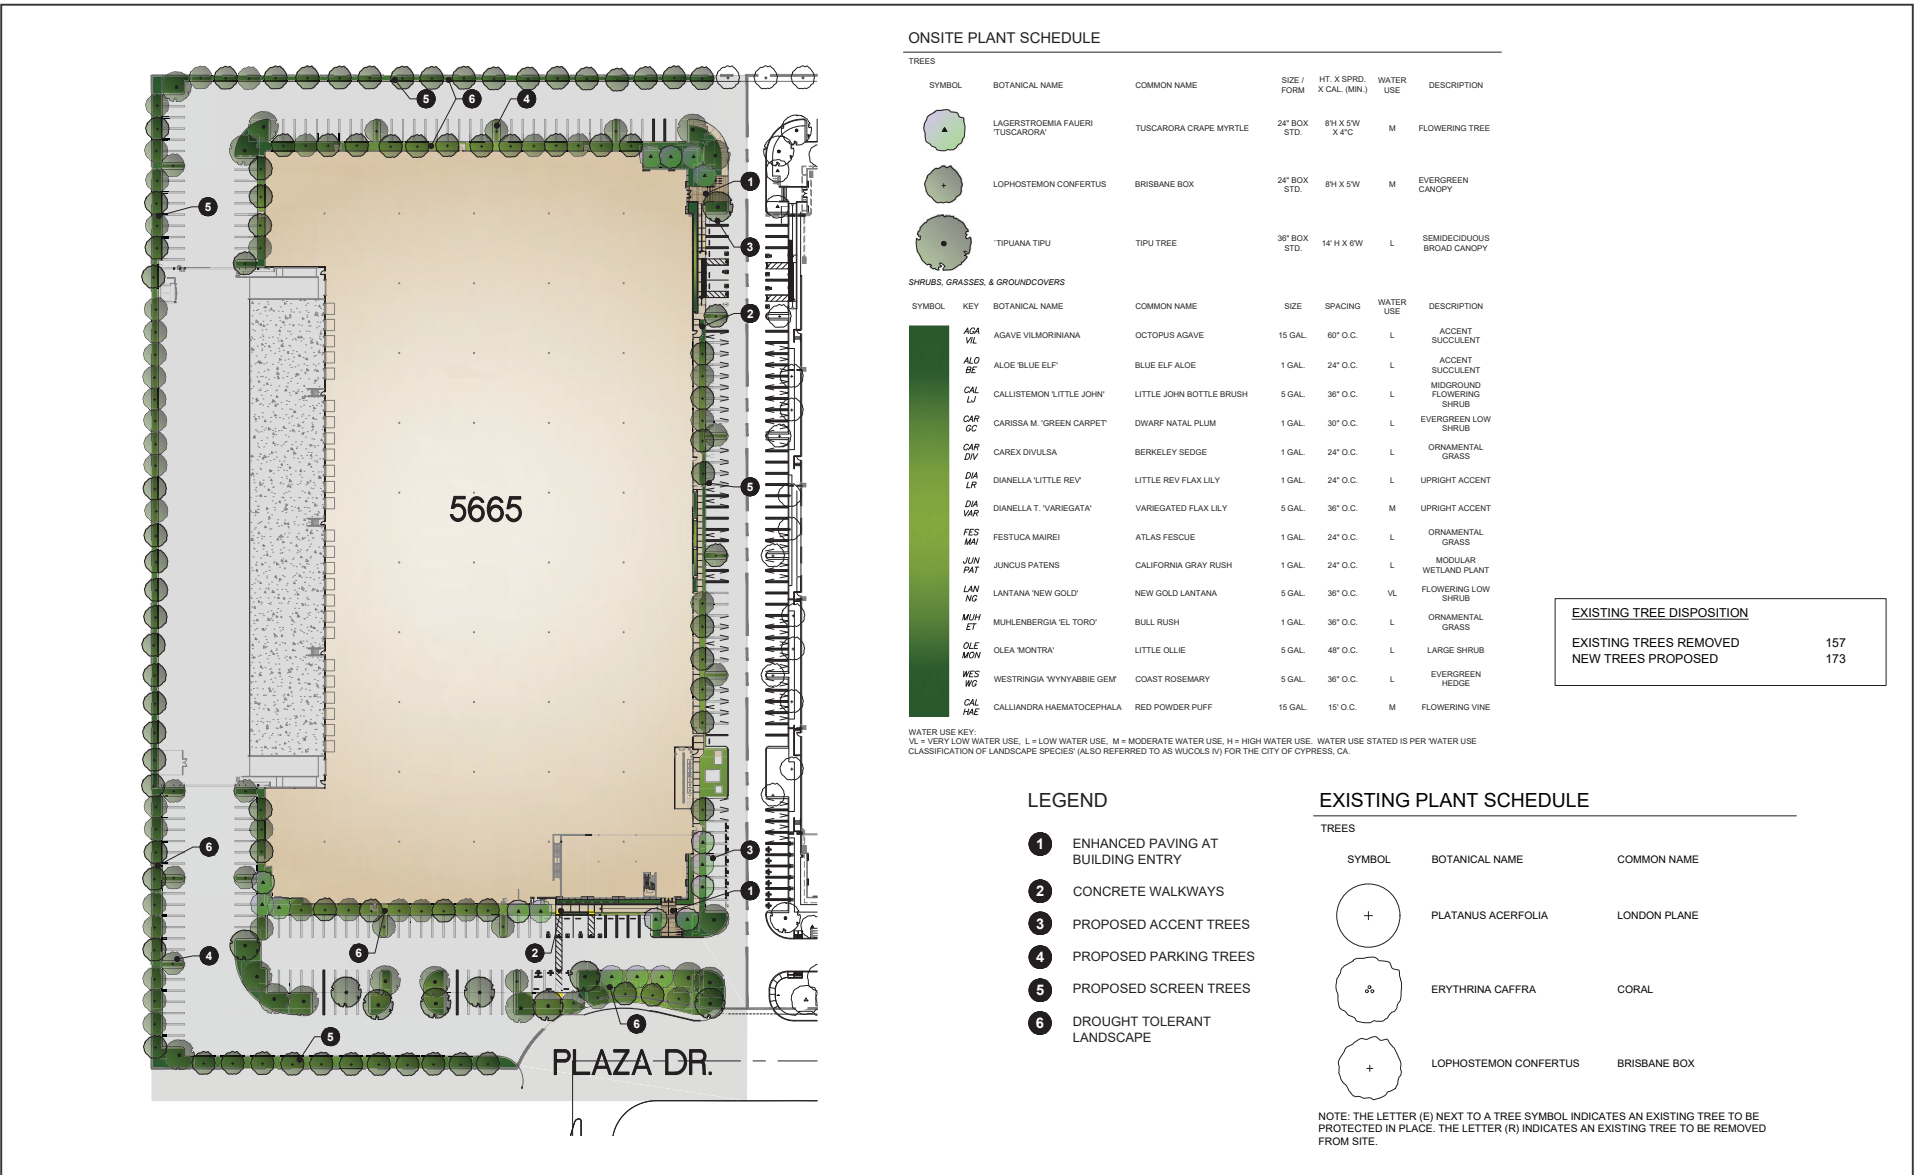 5
6
4
1
5
3
2
5665
5
6
3
1
4
6
2
6
5
PLAZA DR.
ONSITE PLANT SCHEDULE
TREES
SYMBOL BOTANICAL NAME COMMON NAME SIZE / FORM HT. X SPRD. X CAL. (MIN.) WATER USE DESCRIPTION
LAGERSTROEMIA FAUERI 'TUSCARORA' TUSCARORA CRAPE MYRTLE 24" BOX STD. 8'H X 5'W X 4"C M FLOWERING TREE
LOPHOSTEMON CONFERTUS BRISBANE BOX 24" BOX STD. 8'H X 5'W M EVERGREEN CANOPY
`TIPUANA TIPU TIPU TREE 36" BOX STD. 14' H X 6'W L SEMIDECIDUOUS BROAD CANOPY
SHRUBS, GRASSES, & GROUNDCOVERS
SYMBOL KEY BOTANICAL NAME COMMON NAME SIZE SPACING WATER USE DESCRIPTION
AGA VIL AGAVE VILMORINIANA OCTOPUS AGAVE 15 GAL. 60" O.C. L ACCENT SUCCULENT
ALO BE ALOE 'BLUE ELF' BLUE ELF ALOE 1 GAL. 24" O.C. L ACCENT SUCCULENT
CAL LJ CALLISTEMON 'LITTLE JOHN' LITTLE JOHN BOTTLE BRUSH 5 GAL. 36" O.C. L MIDGROUND FLOWERING SHRUB
CAR GC CARISSA M. 'GREEN CARPET' DWARF NATAL PLUM 1 GAL. 30" O.C. L EVERGREEN LOW SHRUB
CAR DIV CAREX DIVULSA BERKELEY SEDGE 1 GAL. 24" O.C. L ORNAMENTAL GRASS
DIA LR DIANELLA 'LITTLE REV' LITTLE REV FLAX LILY 1 GAL. 24" O.C. L UPRIGHT ACCENT
DIA VAR DIANELLA T. 'VARIEGATA' VARIEGATED FLAX LILY 5 GAL. 36" O.C. M UPRIGHT ACCENT
FES MAI FESTUCA MAIREI ATLAS FESCUE 1 GAL. 24" O.C. L ORNAMENTAL GRASS
JUN PAT JUNCUS PATENS CALIFORNIA GRAY RUSH 1 GAL. 24" O.C. L MODULAR WETLAND PLANT
LAN NG LANTANA 'NEW GOLD' NEW GOLD LANTANA 5 GAL. 36" O.C. VL FLOWERING LOW SHRUB
MUH ET MUHLENBERGIA 'EL TORO' BULL RUSH 1 GAL. 36" O.C. L ORNAMENTAL GRASS
OLE MON OLEA 'MONTRA' LITTLE OLLIE 5 GAL. 48" O.C. L LARGE SHRUB
WES WG WESTRINGIA 'WYNYABBIE GEM' COAST ROSEMARY 5 GAL. 36" O.C. L EVERGREEN HEDGE
CAL HAE CALLIANDRA HAEMATOCEPHALA RED POWDER PUFF 15 GAL. 15' O.C. M FLOWERING VINE
WATER USE KEY:
VL = VERY LOW WATER USE, L = LOW WATER USE, M = MODERATE WATER USE, H = HIGH WATER USE. WATER USE STATED IS PER 'WATER USE
CLASSIFICATION OF LANDSCAPE SPECIES' (ALSO REFERRED TO AS WUCOLS IV) FOR THE CITY OF CYPRESS, CA.
EXISTING TREE DISPOSITION
EXISTING TREES REMOVED 157
NEW TREES PROPOSED 173
LEGEND
1 ENHANCED PAVING AT
BUILDING ENTRY
2 CONCRETE WALKWAYS
3 PROPOSED ACCENT TREES
4 PROPOSED PARKING TREES
5 PROPOSED SCREEN TREES
6 DROUGHT TOLERANT
LANDSCAPE
EXISTING PLANT SCHEDULE
TREES
SYMBOL BOTANICAL NAME COMMON NAME
PLATANUS ACERFOLIA LONDON PLANE
ERYTHRINA CAFFRA CORAL
LOPHOSTEMON CONFERTUS BRISBANE BOX
NOTE: THE LETTER (E) NEXT TO A TREE SYMBOL INDICATES AN EXISTING TREE TO BE
PROTECTED IN PLACE. THE LETTER (R) INDICATES AN EXISTING TREE TO BE REMOVED
FROM SITE.